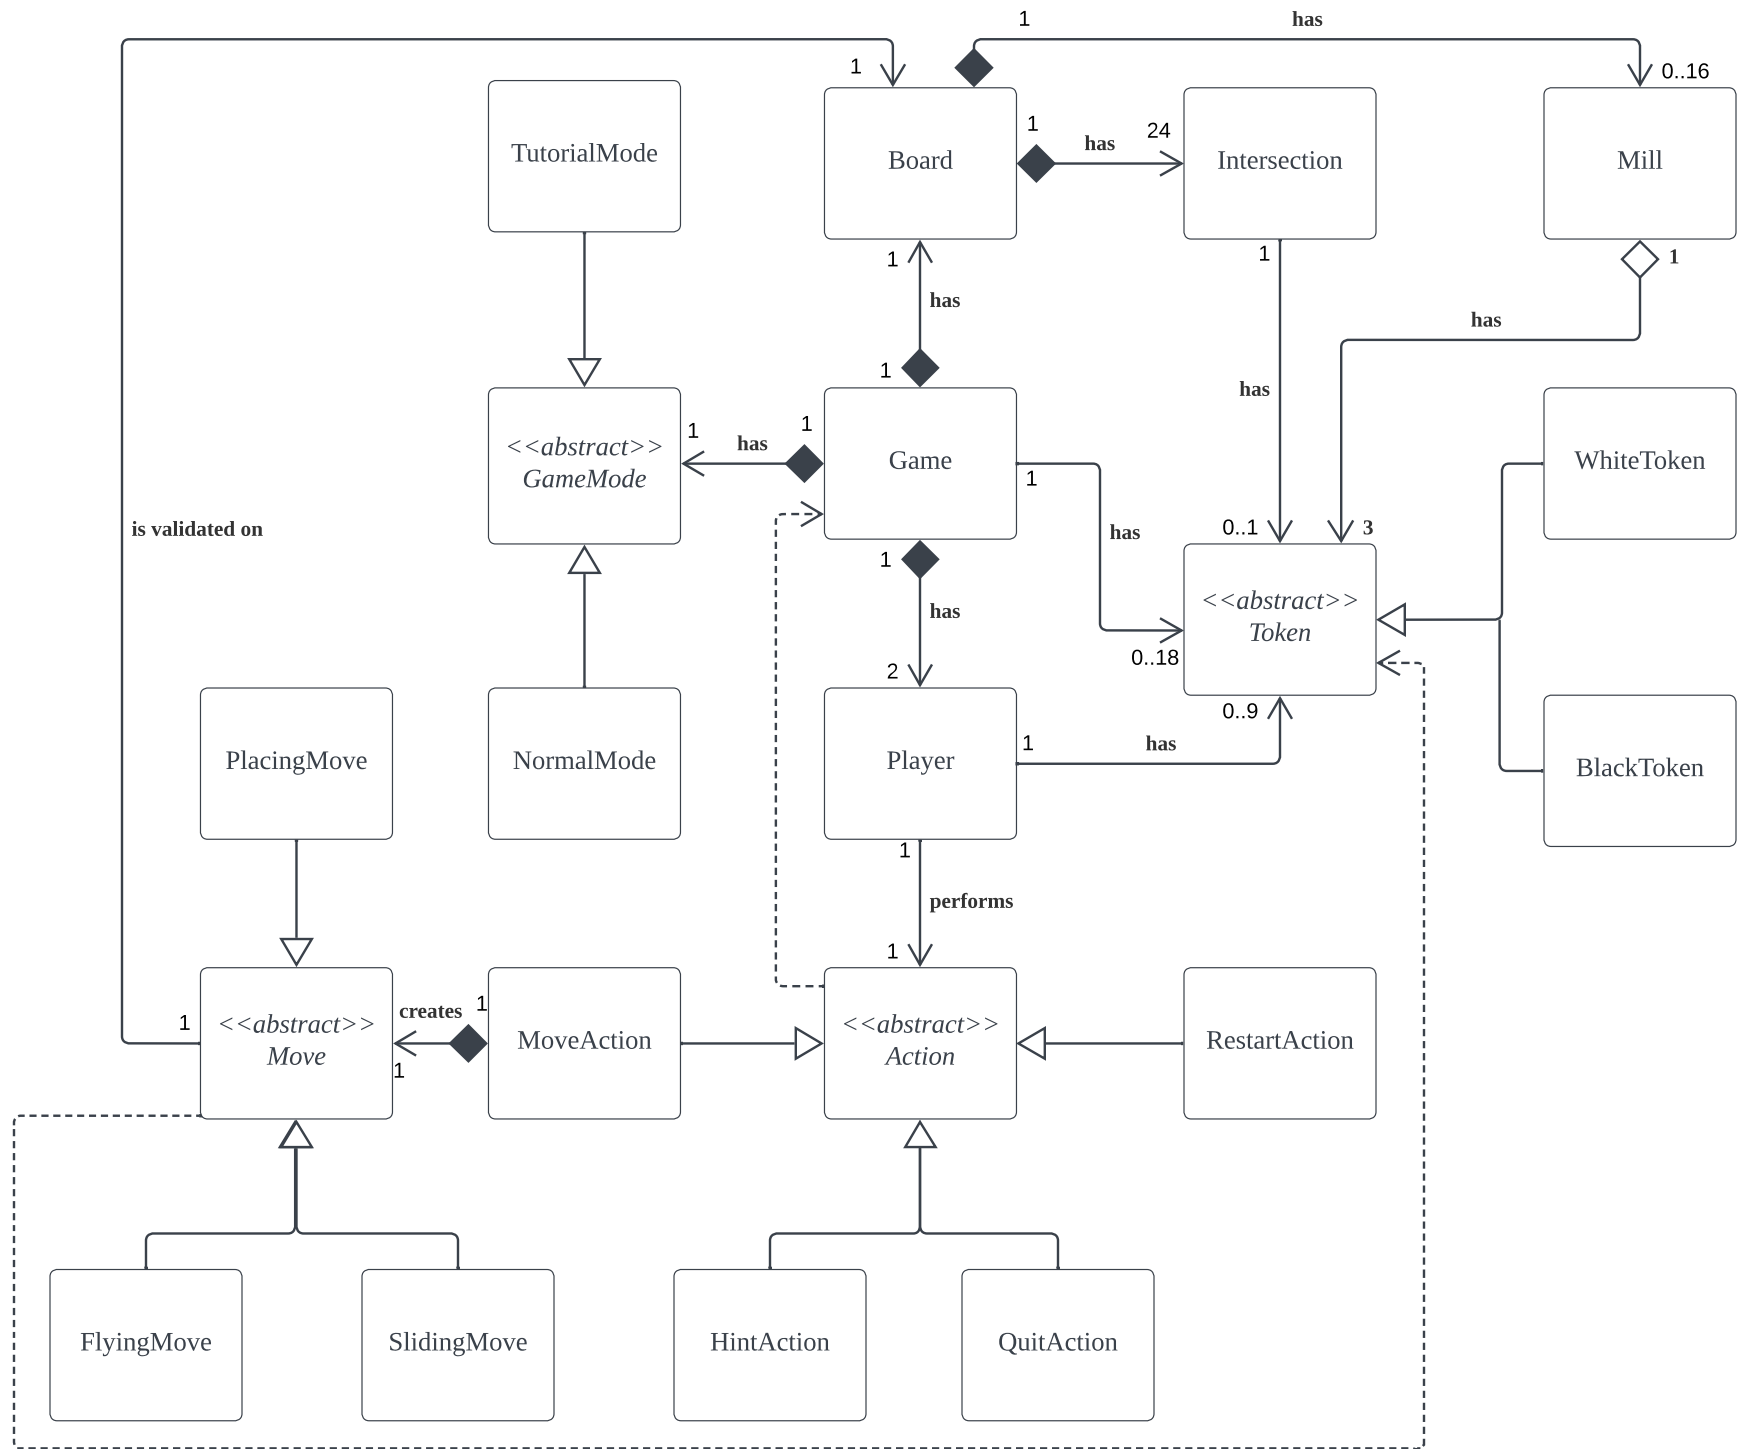 1
has
1
0..16
TutorialMode
Board
1
has
24
Intersection
Mill
1
has
1
1
1
has
has
0..1
3
<<abstract>>
GameMode
1
has
1
Game
1
has
0..18
WhiteToken
is validated on
1
has
2
<<abstract>>
Token
0..9
PlacingMove
NormalMode
Player
1
has
BlackToken
1
performs
1
1
<<abstract>>
Move
creates
1
1
MoveAction
<<abstract>>
Action
RestartAction
FlyingMove
SlidingMove
HintAction
QuitAction